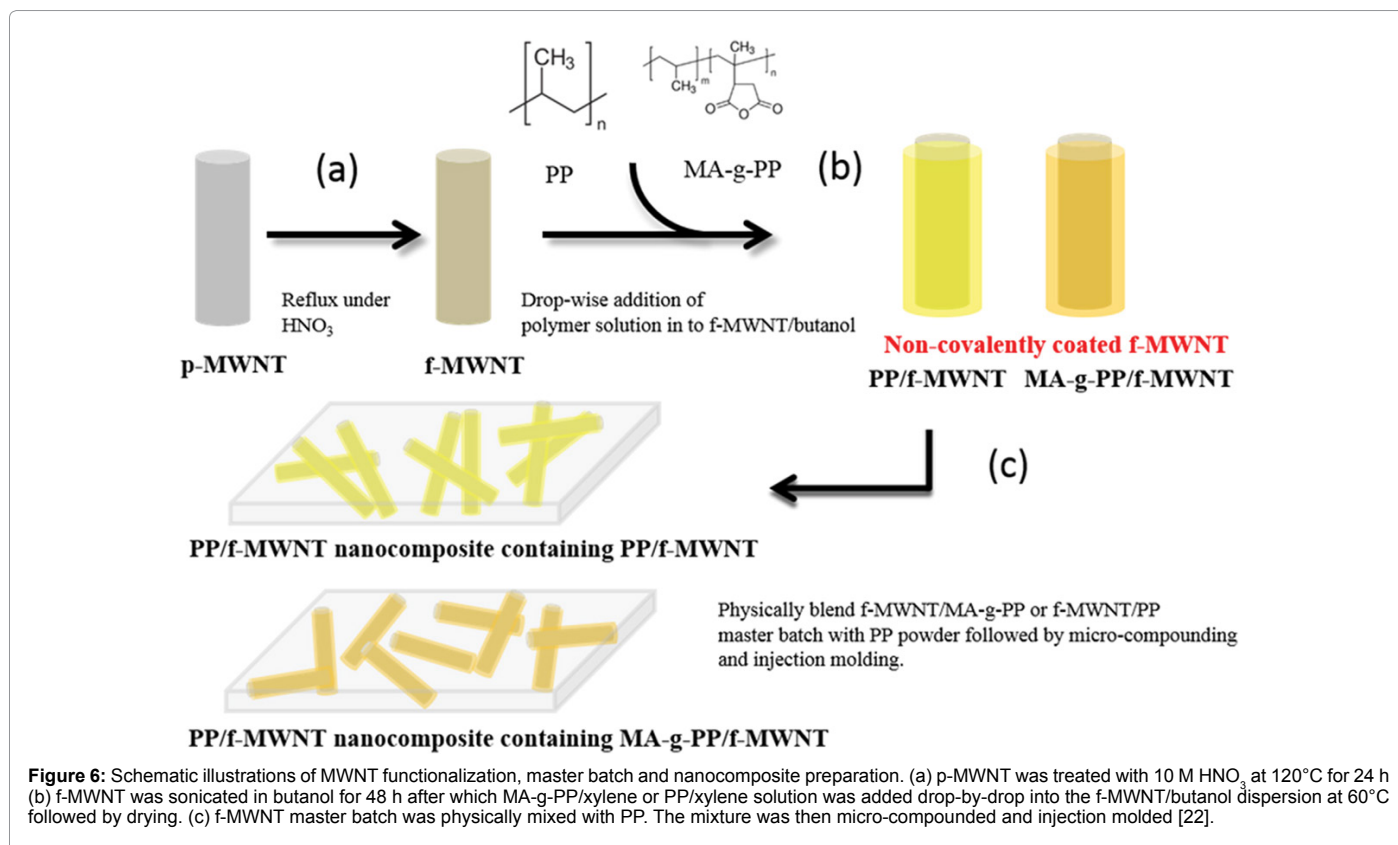 CH3
n
CH3
m
CH3
n
O
O
O
(a)
PP
MA-g-PP
(b)
Reflux under
HNO3
Drop-wise addition of
polymer solution in to f-MWNT/butanol
p-MWNT
f-MWNT
Non-covalently coated f-MWNT
PP/f-MWNT MA-g-PP/f-MWNT
(c)
PP/f-MWNT nanocomposite containing PP/f-MWNT
Physically blend f-MWNT/MA-g-PP or f-MWNT/PP
master batch with PP powder followed by micro-compounding
and injection molding.
PP/f-MWNT nanocomposite containing MA-g-PP/f-MWNT
Figure 6: Schematic illustrations of MWNT functionalization, master batch and nanocomposite preparation. (a) p-MWNT was treated with 10 M HNO3 at 120°C for 24 h
(b) f-MWNT was sonicated in butanol for 48 h after which MA-g-PP/xylene or PP/xylene solution was added drop-by-drop into the f-MWNT/butanol dispersion at 60°C
followed by drying. (c) f-MWNT master batch was physically mixed with PP. The mixture was then micro-compounded and injection molded [22].